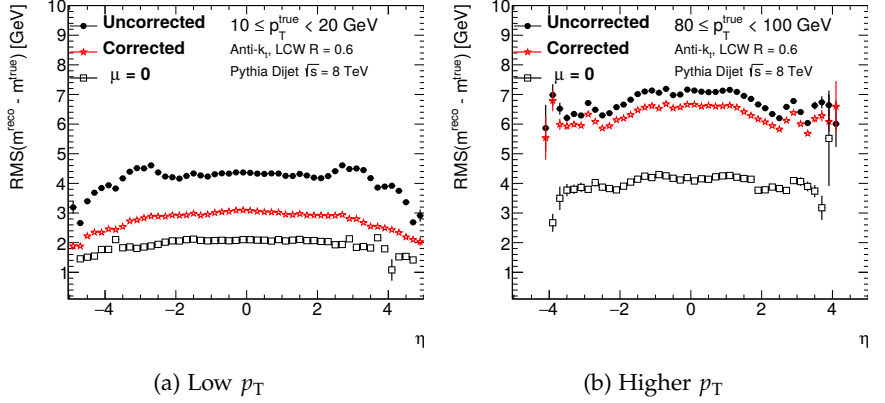 RMS(m^reco - m^true) [GeV]
10
9
8
7
6
5
4
3
2
1
Uncorrected
Corrected
μ = 0
10 ≤ p_T^true < 20 GeV
Anti-k_t, LCW R = 0.6
Pythia Dijet √s = 8 TeV
−4 −2 0 2 4
η
(a) Low p_T
RMS(m^reco - m^true) [GeV]
10
9
8
7
6
5
4
3
2
1
Uncorrected
Corrected
μ = 0
80 ≤ p_T^true < 100 GeV
Anti-k_t, LCW R = 0.6
Pythia Dijet √s = 8 TeV
−4 −2 0 2 4
η
(b) Higher p_T